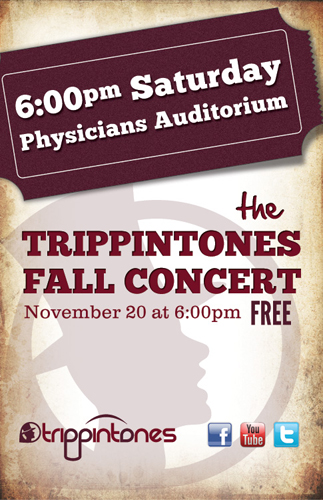 6:00pm Saturday
Physicians Auditorium
the
TRIPPINTONES
FALL CONCERT
November 20 at 6:00pm FREE
trippintones
f You Tube t